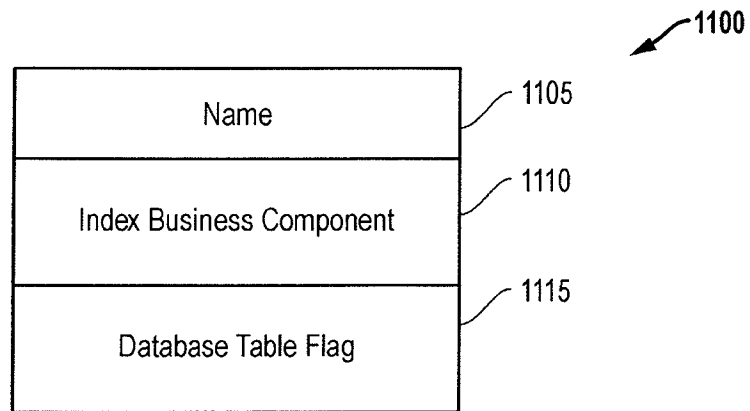 1100
Name
1105
Index Business Component
1110
Database Table Flag
1115